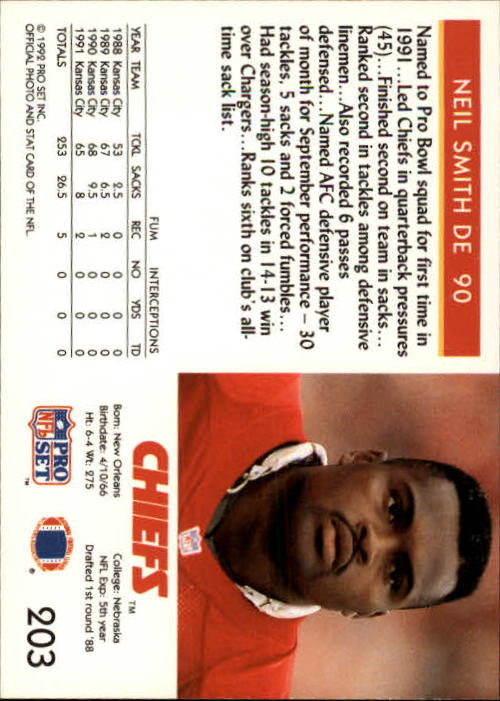 NEIL SMITH DE 90
Named to Pro Bowl squad for first time in
1991...Led Chiefs in quarterback pressures
(45)...Finished second on team in sacks...
Ranked second in tackles among defensive
linemen...Also recorded 6 passes
defensed...Named AFC defensive player
of month for September performance – 30
tackles, 5 sacks and 2 forced fumbles...
Had season-high 10 tackles in 14-13 win
over Chargers...Ranks sixth on club's all-
time sack list.
FUM INTERCEPTIONS
YEAR TEAM TCKL SACKS REC NO YDS TD
1988 Kansas City 53 2.5 0 0 0 0
1989 Kansas City 67 6.5 2 0 0 0
1990 Kansas City 68 9.5 1 0 0 0
1991 Kansas City 65 8 2 0 0 0
TOTALS 253 26.5 5 0 0 0
© 1992 PRO SET INC.
OFFICIAL PHOTO AND STAT CARD OF THE NFL.
NFL
CHIEFS™
Born: New Orleans College: Nebraska
Birthdate: 4/10/66 NFL Exp: 5th year
Ht: 6-4 Wt: 275 Drafted 1st round '88
PRO
NFL
SET™
®
203